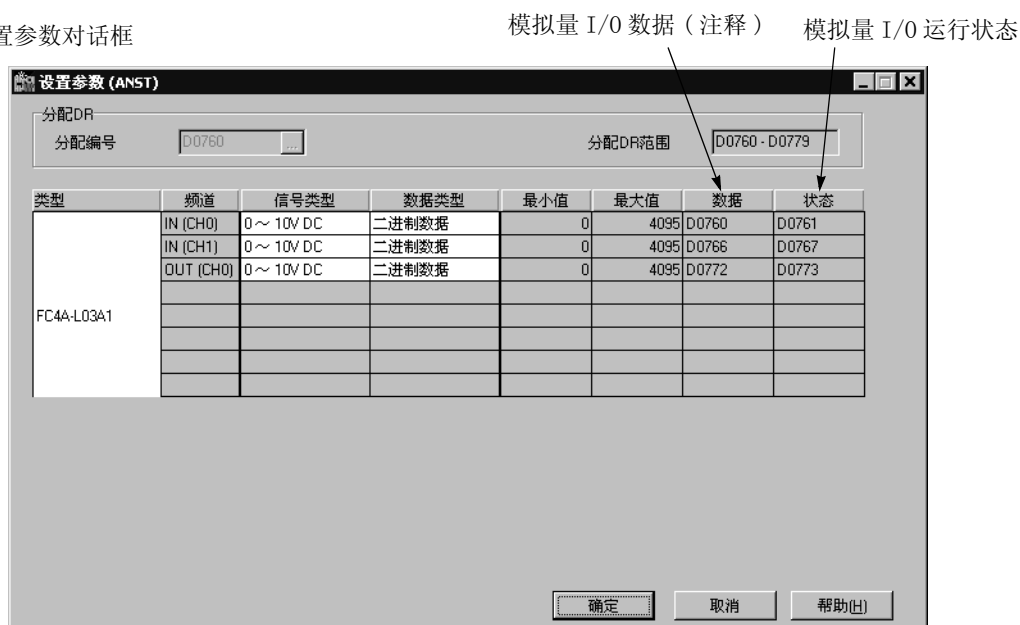 模拟量 I/O 数据（注释）
模拟量 I/O 运行状态
置参数对话框
设置参数 (ANST)
分配DR
分配编号 D0760 ... 分配DR范围 D0760 - D0779
类型 频道 信号类型 数据类型 最小值 最大值 数据 状态
IN (CH0) 0～ 10V DC 二进制数据 0 4095 D0760 D0761
IN (CH1) 0～ 10V DC 二进制数据 0 4095 D0766 D0767
OUT (CH0) 0～ 10V DC 二进制数据 0 4095 D0772 D0773
FC4A-L03A1
确定 取消 帮助(H)